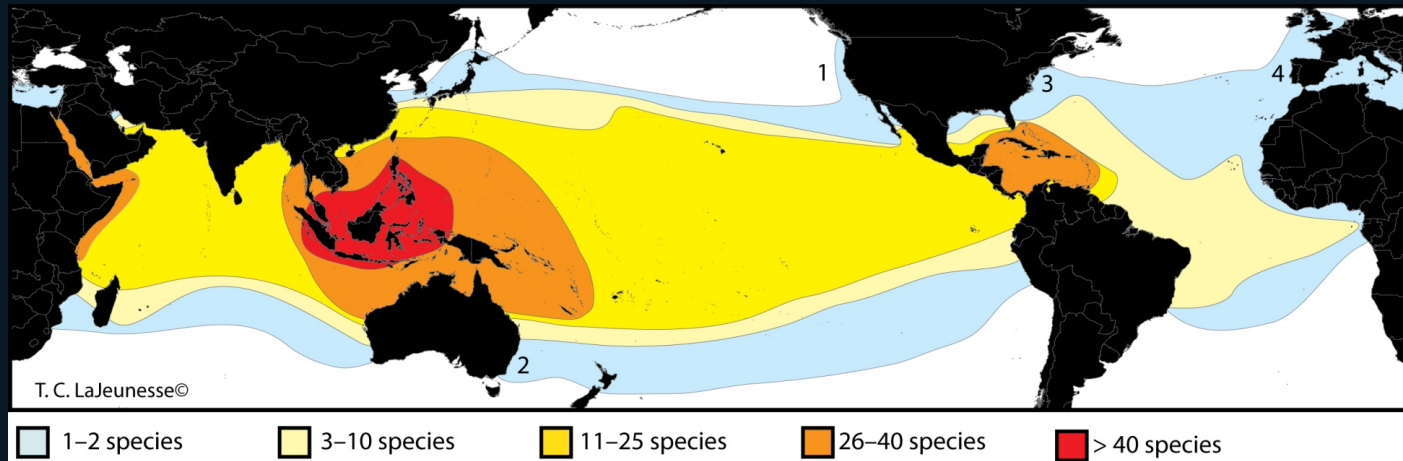 1
2
3
4
T. C. LaJeunesse©
1–2 species
3–10 species
11–25 species
26–40 species
> 40 species